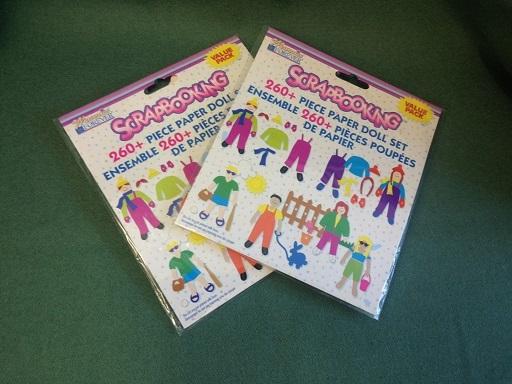 VALUE PACK
SCRAPBOOKING
260+ PIECE PAPER DOLL SET
ENSEMBLE 260+ PIÈCES
DE PAPIER
SCRAPBOOKING
VALUE PACK
260+ PIECE PAPER DOLL SET
ENSEMBLE 260+ PIÈCES POUPÉES
DE PAPIER